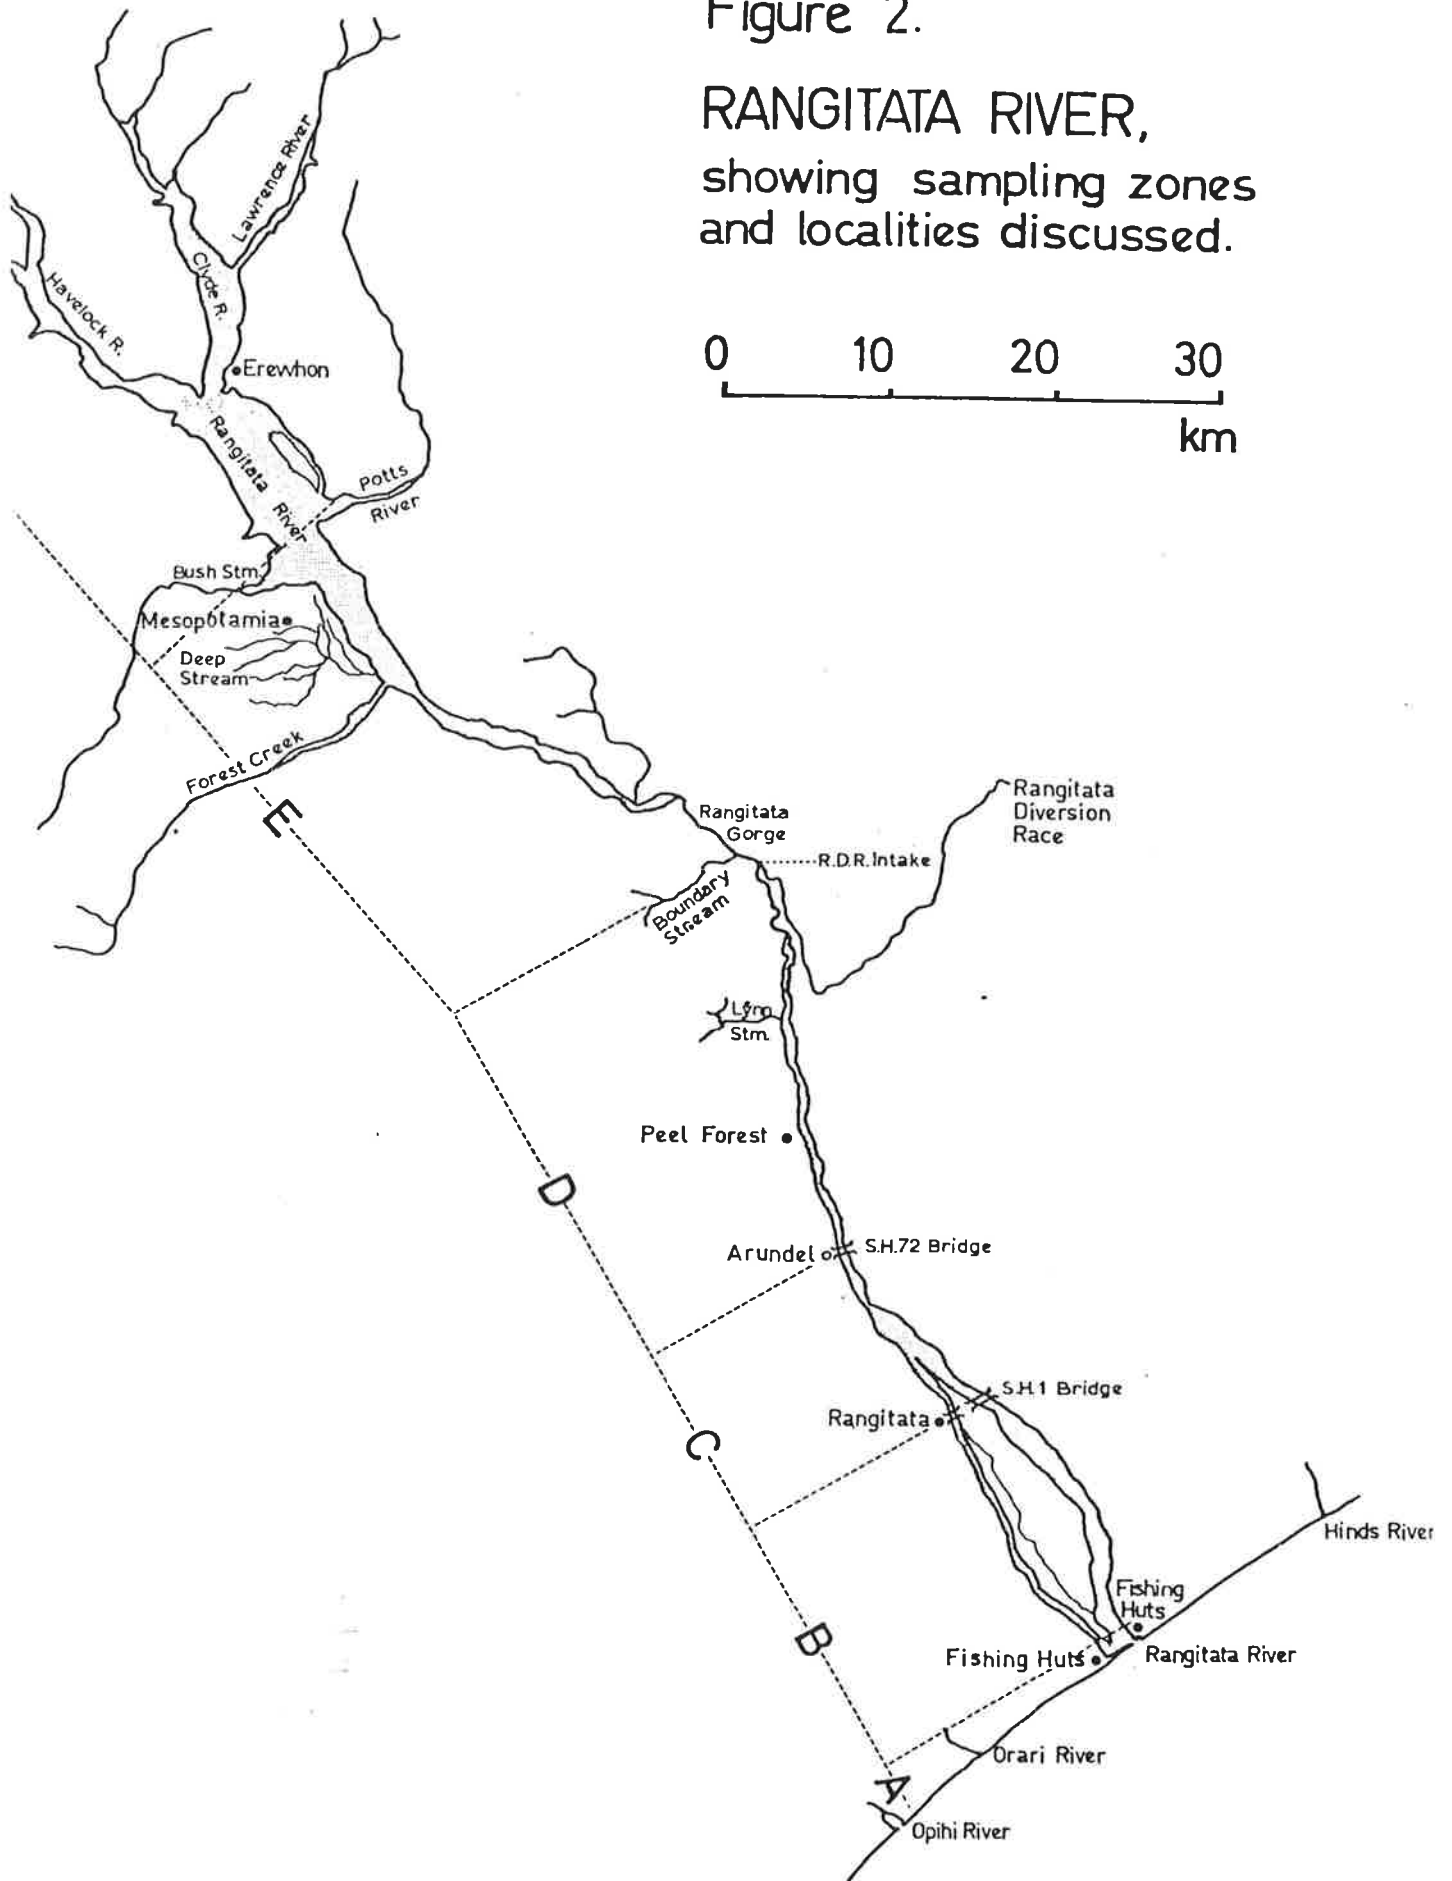 Figure 2.
RANGITATA RIVER,
showing sampling zones
and localities discussed.
0 10 20 30
km
Lawrence River
Clyde R.
Havelock R.
Erewhon
Rangitata River
Potts
River
Bush Stm.
Mesopotamia
Deep
Stream
Forest Creek
E
Rangitata
Gorge
R.D.R. Intake
Rangitata
Diversion
Race
Boundary
Stream
Lynn
Stm.
Peel Forest
D
Arundel
S.H.72 Bridge
S.H.1 Bridge
Rangitata
C
Hinds River
Fishing
Huts
B
Fishing Huts
Rangitata River
Orari River
A
Opihi River